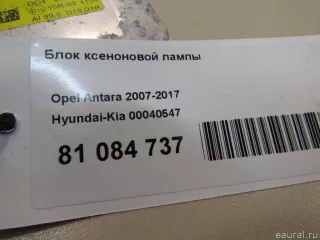 Блок ксеноновой лампы
Opel Antara 2007-2017
Hyundai-Kia 00040547
81 084 737
eaural.ru